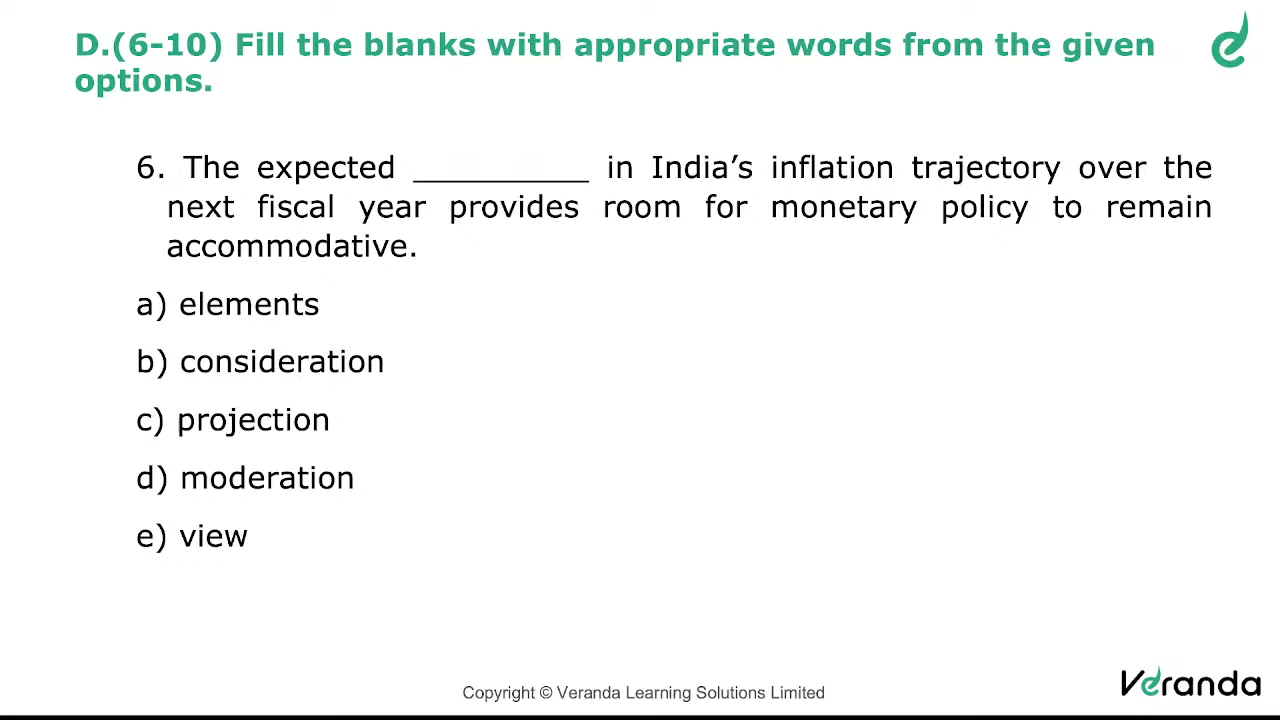 D.(6-10) Fill the blanks with appropriate words from the given
options.
6. The expected __________ in India’s inflation trajectory over the
next fiscal year provides room for monetary policy to remain
accommodative.
a) elements
b) consideration
c) projection
d) moderation
e) view
Copyright © Veranda Learning Solutions Limited
Veranda